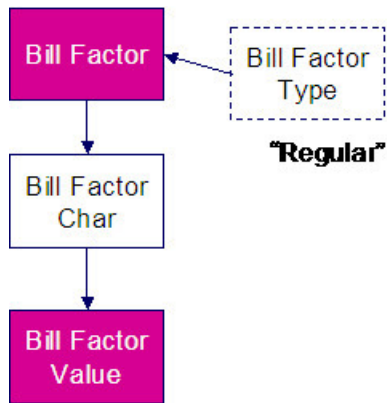 Bill Factor
Bill Factor
Type
"Regular"
Bill Factor
Char
Bill Factor
Value